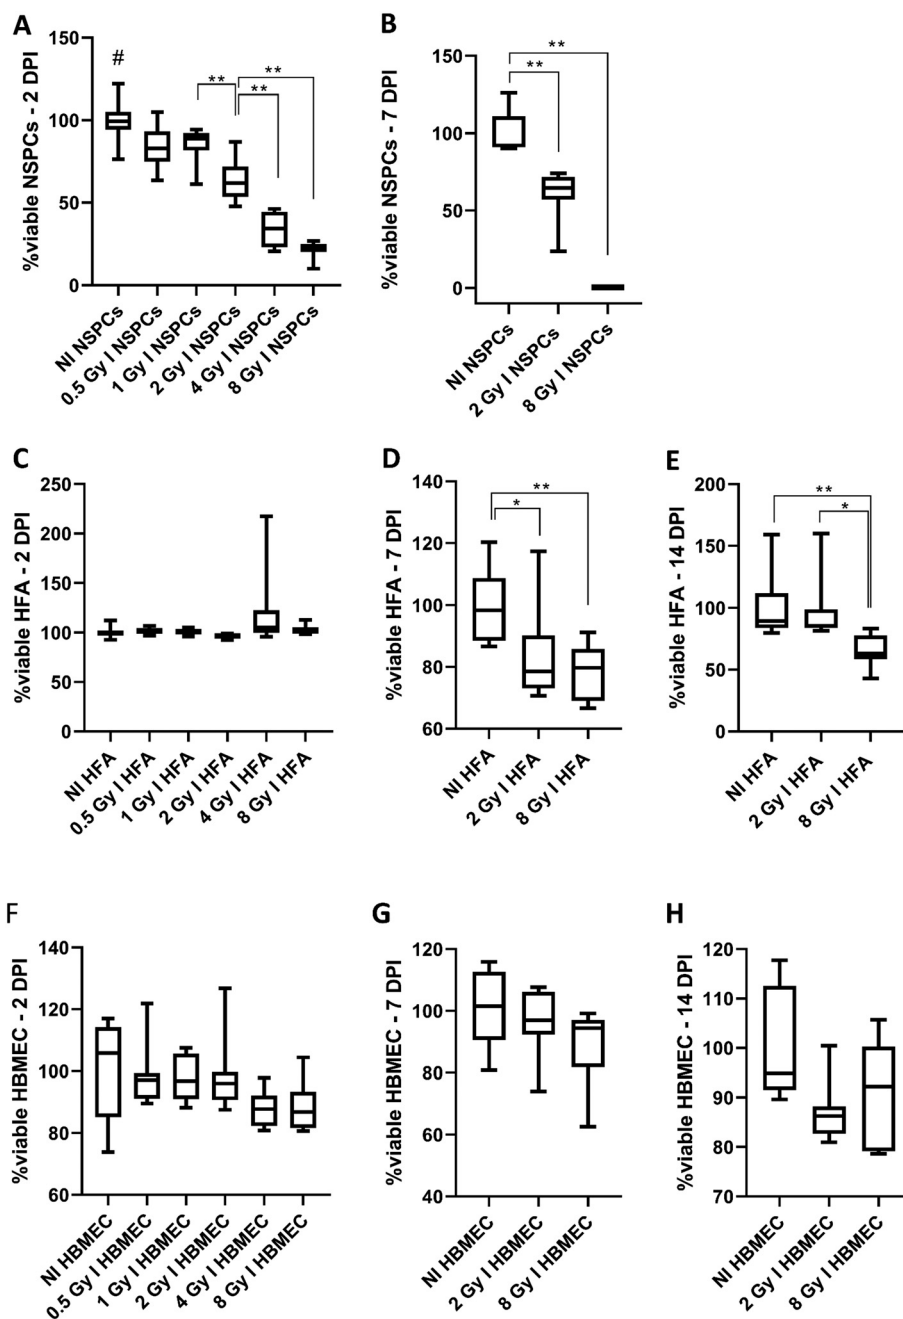 A
%viable NSPCs - 2 DPI
150
100
50
0
#
**
**
**
NI NSPCs
0.5 Gy I NSPCs
1 Gy I NSPCs
2 Gy I NSPCs
4 Gy I NSPCs
8 Gy I NSPCs
B
%viable NSPCs - 7 DPI
150
100
50
0
**
**
NI NSPCs
2 Gy I NSPCs
8 Gy I NSPCs
C
%viable HFA - 2 DPI
250
200
150
100
50
0
NI HFA
0.5 Gy I HFA
1 Gy I HFA
2 Gy I HFA
4 Gy I HFA
8 Gy I HFA
D
%viable HFA - 7 DPI
140
120
100
80
60
**
*
NI HFA
2 Gy I HFA
8 Gy I HFA
E
%viable HFA - 14 DPI
200
150
100
50
0
**
*
NI HFA
2 Gy I HFA
8 Gy I HFA
F
%viable HBMEC - 2 DPI
140
120
100
80
60
NI HBMEC
0.5 Gy I HBMEC
1 Gy I HBMEC
2 Gy I HBMEC
4 Gy I HBMEC
8 Gy I HBMEC
G
%viable HBMEC - 7 DPI
120
100
80
60
40
NI HBMEC
2 Gy I HBMEC
8 Gy I HBMEC
H
%viable HBMEC - 14 DPI
120
110
100
90
80
70
NI HBMEC
2 Gy I HBMEC
8 Gy I HBMEC